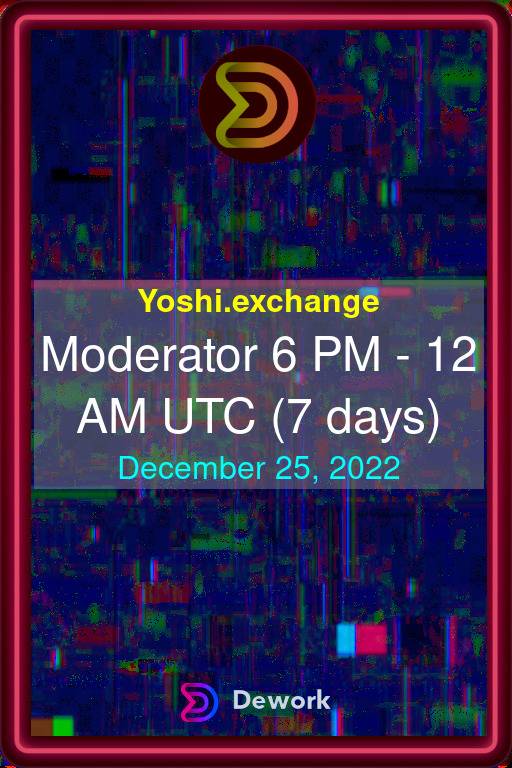 Yoshi.exchange
Moderator 6 PM - 12
AM UTC (7 days)
December 25, 2022
Dework